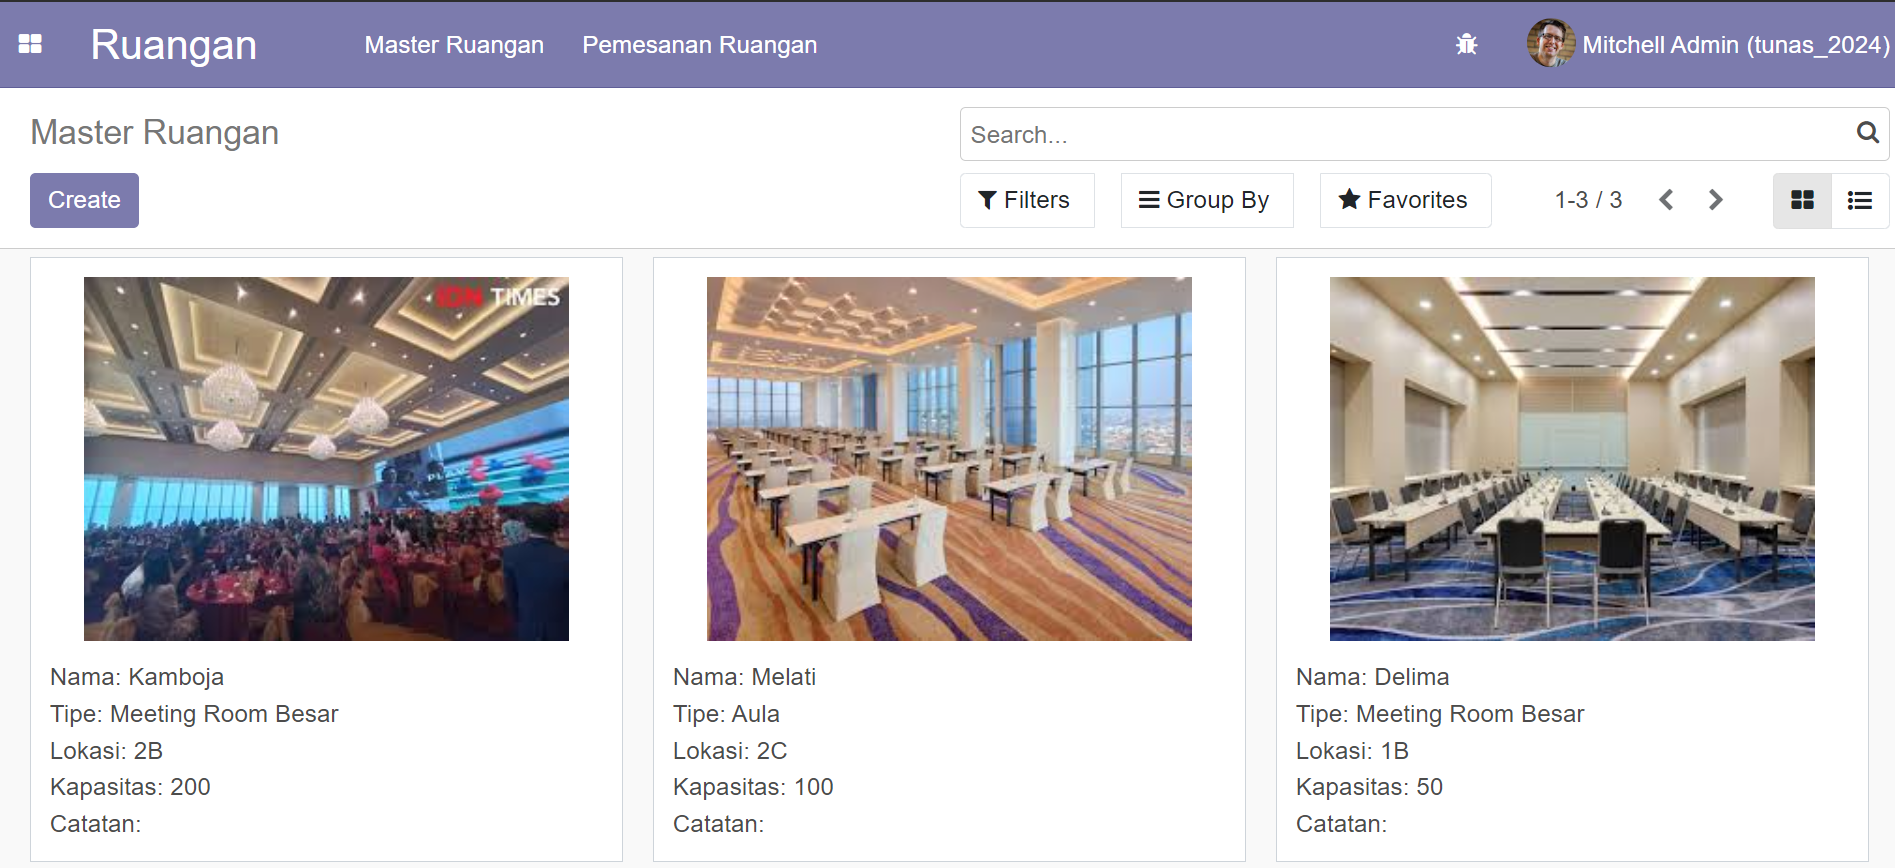 Ruangan
Master Ruangan
Pemesanan Ruangan
Mitchell Admin (tunas_2024)
Master Ruangan
Search...
Create
Filters
Group By
Favorites
1-3 / 3
IDN TIMES
Nama: Kamboja
Tipe: Meeting Room Besar
Lokasi: 2B
Kapasitas: 200
Catatan:
Nama: Melati
Tipe: Aula
Lokasi: 2C
Kapasitas: 100
Catatan:
Nama: Delima
Tipe: Meeting Room Besar
Lokasi: 1B
Kapasitas: 50
Catatan: